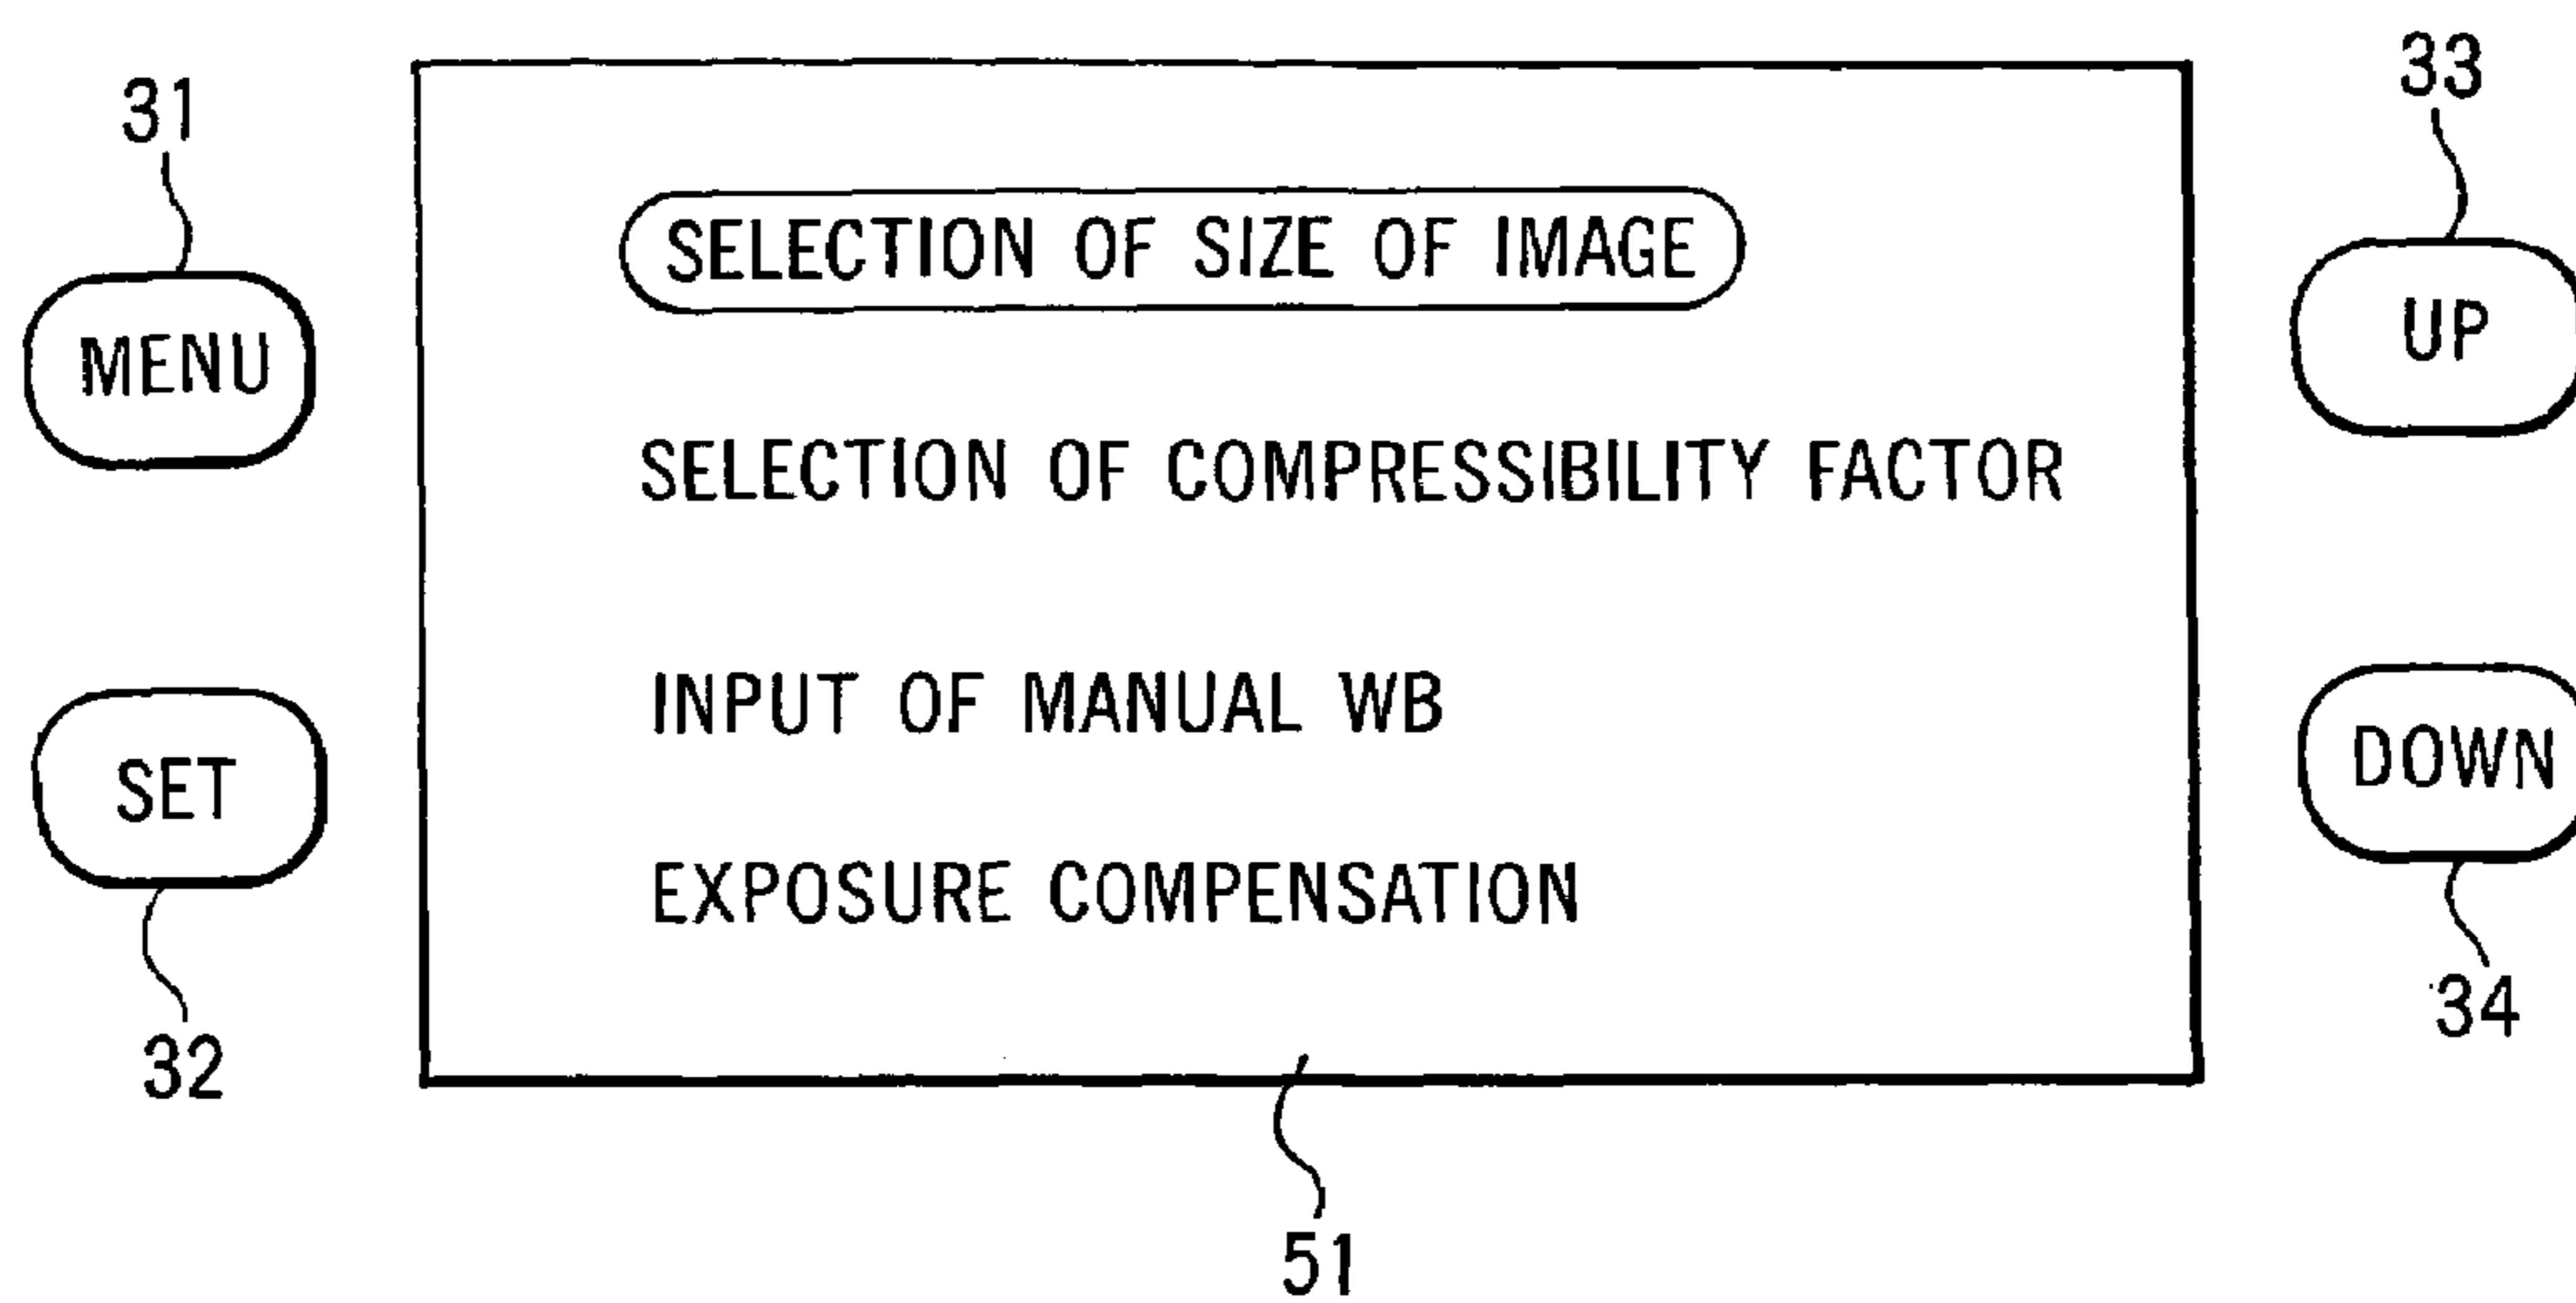 31
MENU
SET
32
SELECTION OF SIZE OF IMAGE
SELECTION OF COMPRESSIBILITY FACTOR
INPUT OF MANUAL WB
EXPOSURE COMPENSATION
51
33
UP
DOWN
34